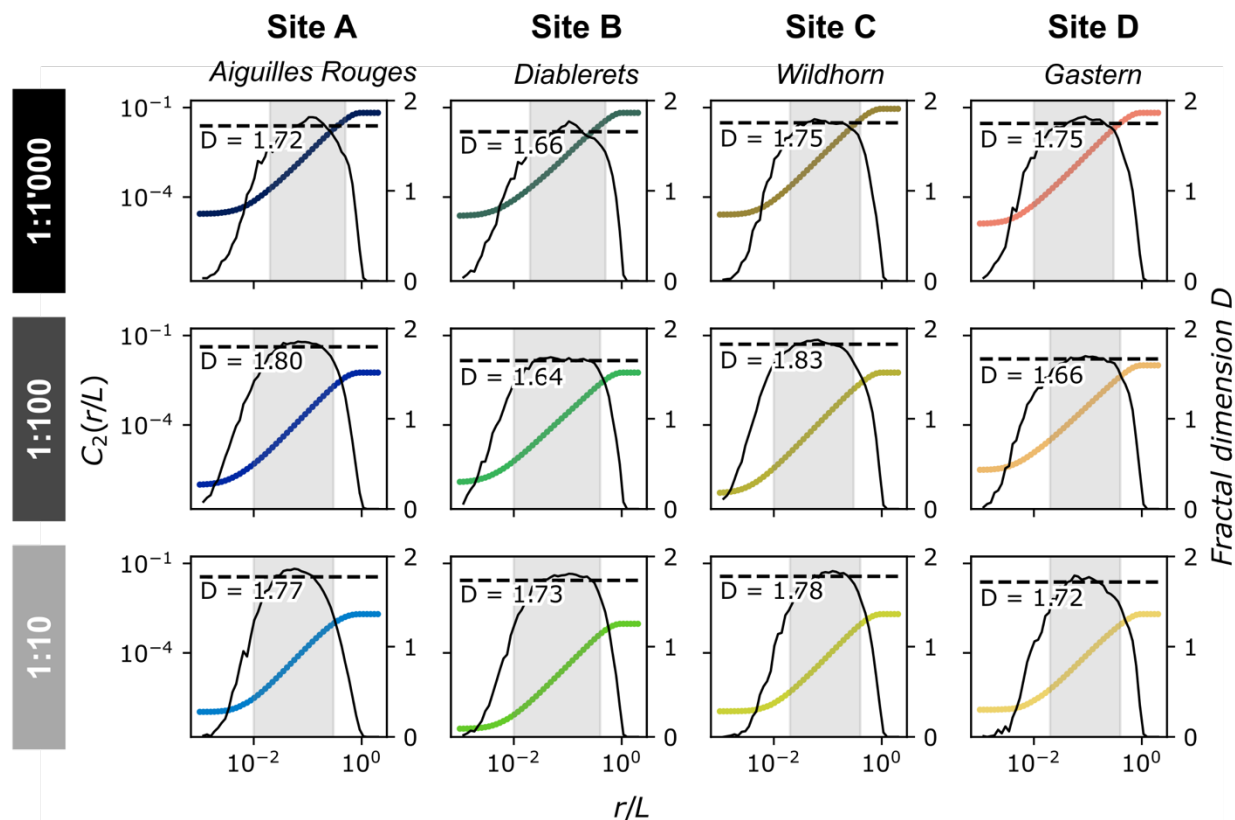 Site A Site B Site C Site D
Aiguilles Rouges Diablerets Wildhorn Gastern
1:1'000
10⁻¹
10⁻⁴
D = 1.72
2
1
0
D = 1.66
2
1
0
D = 1.75
2
1
0
D = 1.75
2
1
0
1:100
10⁻¹
10⁻⁴
D = 1.80
2
1
0
D = 1.64
2
1
0
D = 1.83
2
1
0
D = 1.66
2
1
0
1:10
10⁻¹
10⁻⁴
D = 1.77
2
1
0
D = 1.73
2
1
0
D = 1.78
2
1
0
D = 1.72
2
1
0
10⁻² 10⁰ 10⁻² 10⁰ 10⁻² 10⁰ 10⁻² 10⁰
C₂(r/L)
Fractal dimension D
r/L